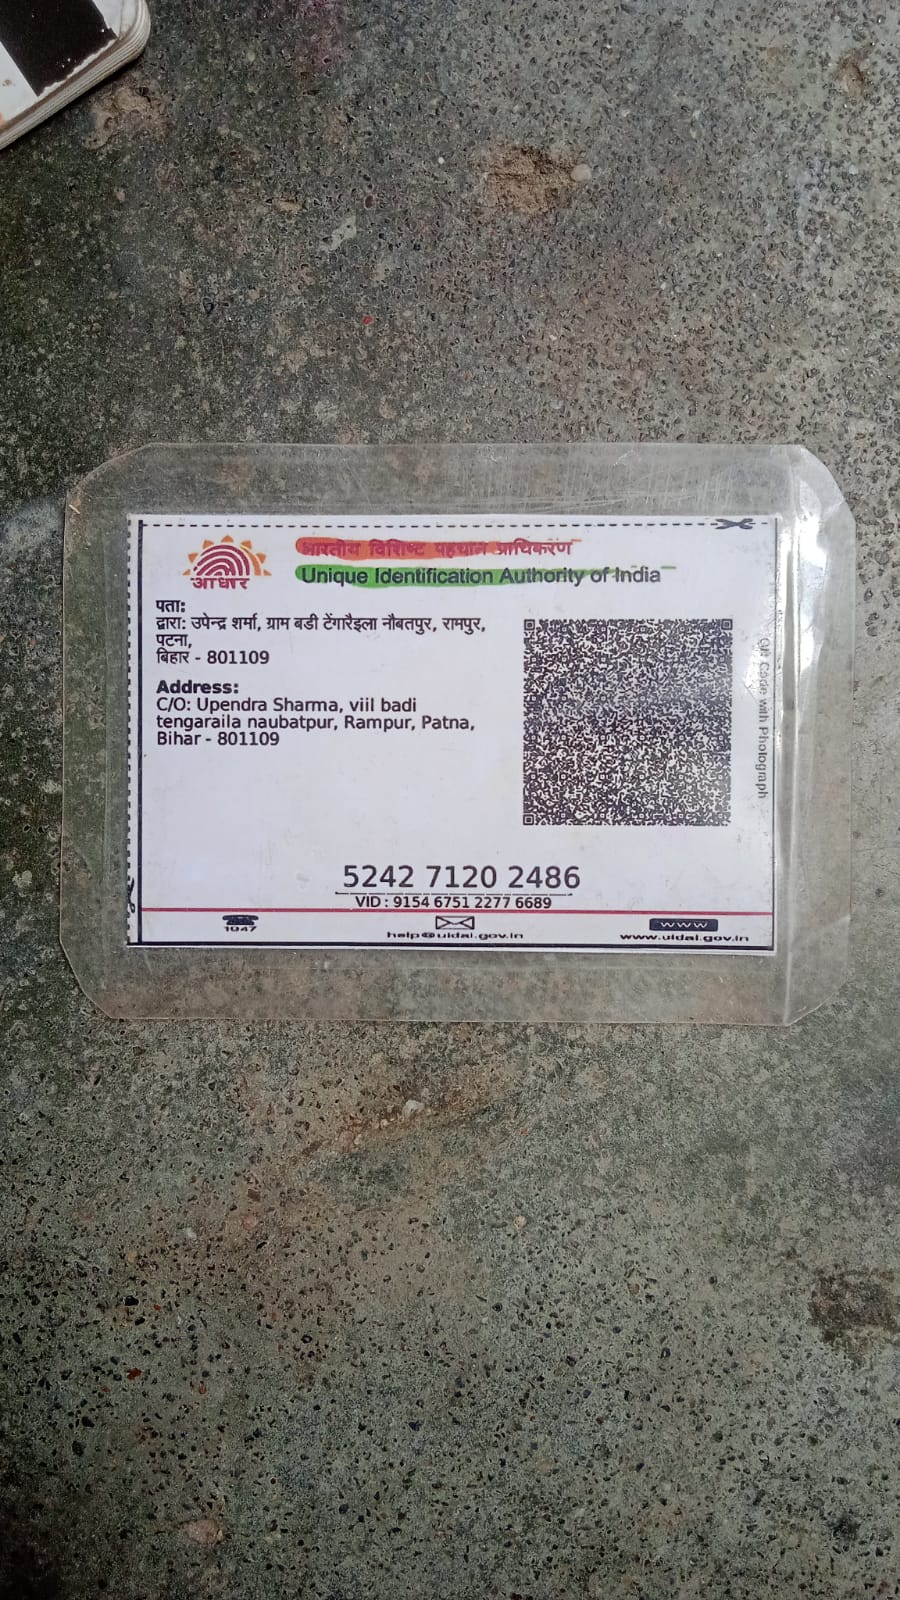 भारतीय विशिष्ट पहचान प्राधिकरण
Unique Identification Authority of India
आधार
पता:
द्वारा: उपेन्द्र शर्मा, ग्राम बडी टेंगारैइला नौबतपुर, रामपुर,
पटना,
बिहार - 801109
Address:
C/O: Upendra Sharma, viil badi
tengaraila naubatpur, Rampur, Patna,
Bihar - 801109
QR Code with Photograph
5242 7120 2486
VID : 9154 6751 2277 6689
1947
help@uidai.gov.in
www
www.uidai.gov.in